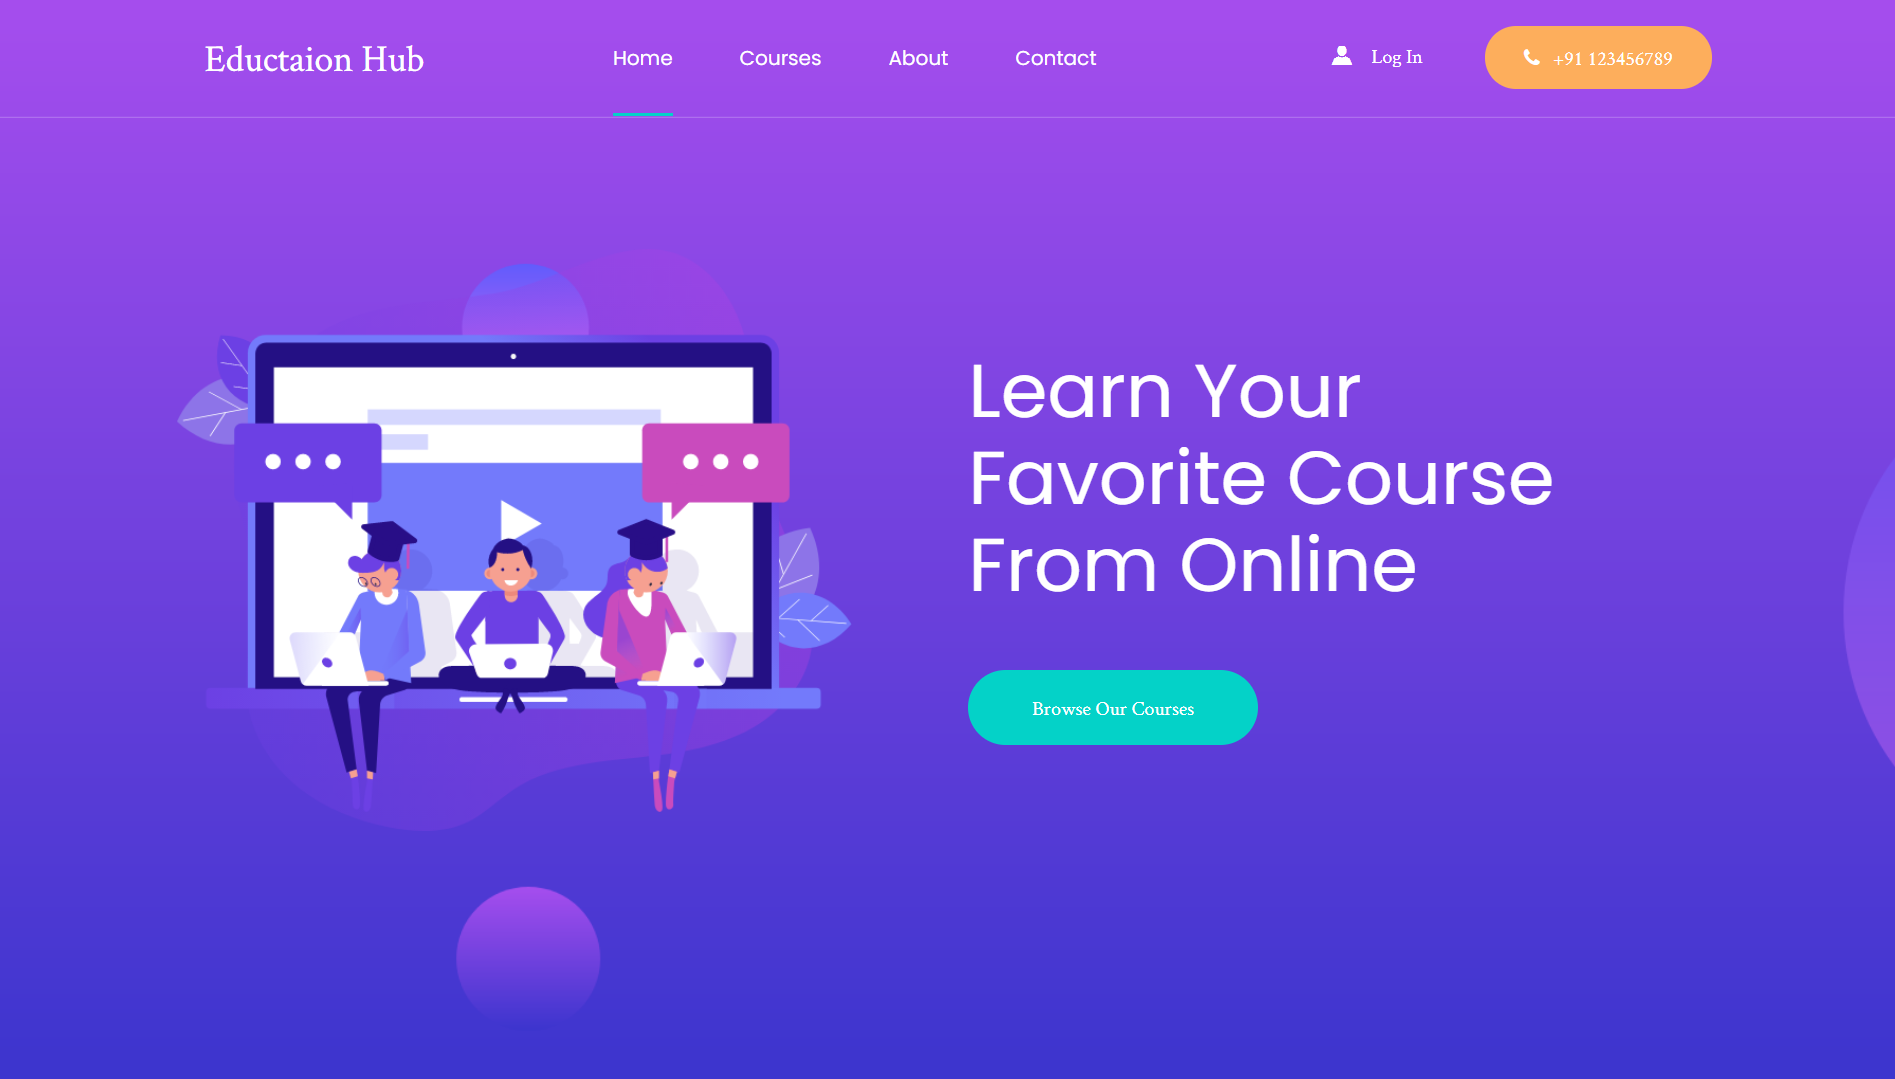 Eductaion Hub
Home
Courses
About
Contact
Log In
+91 123456789
Learn Your
Favorite Course
From Online
Browse Our Courses